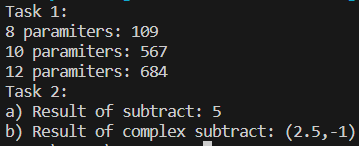 Task 1:
8 paramiters: 109
10 paramiters: 567
12 paramiters: 684
Task 2:
a) Result of subtract: 5
b) Result of complex subtract: (2.5,-1)